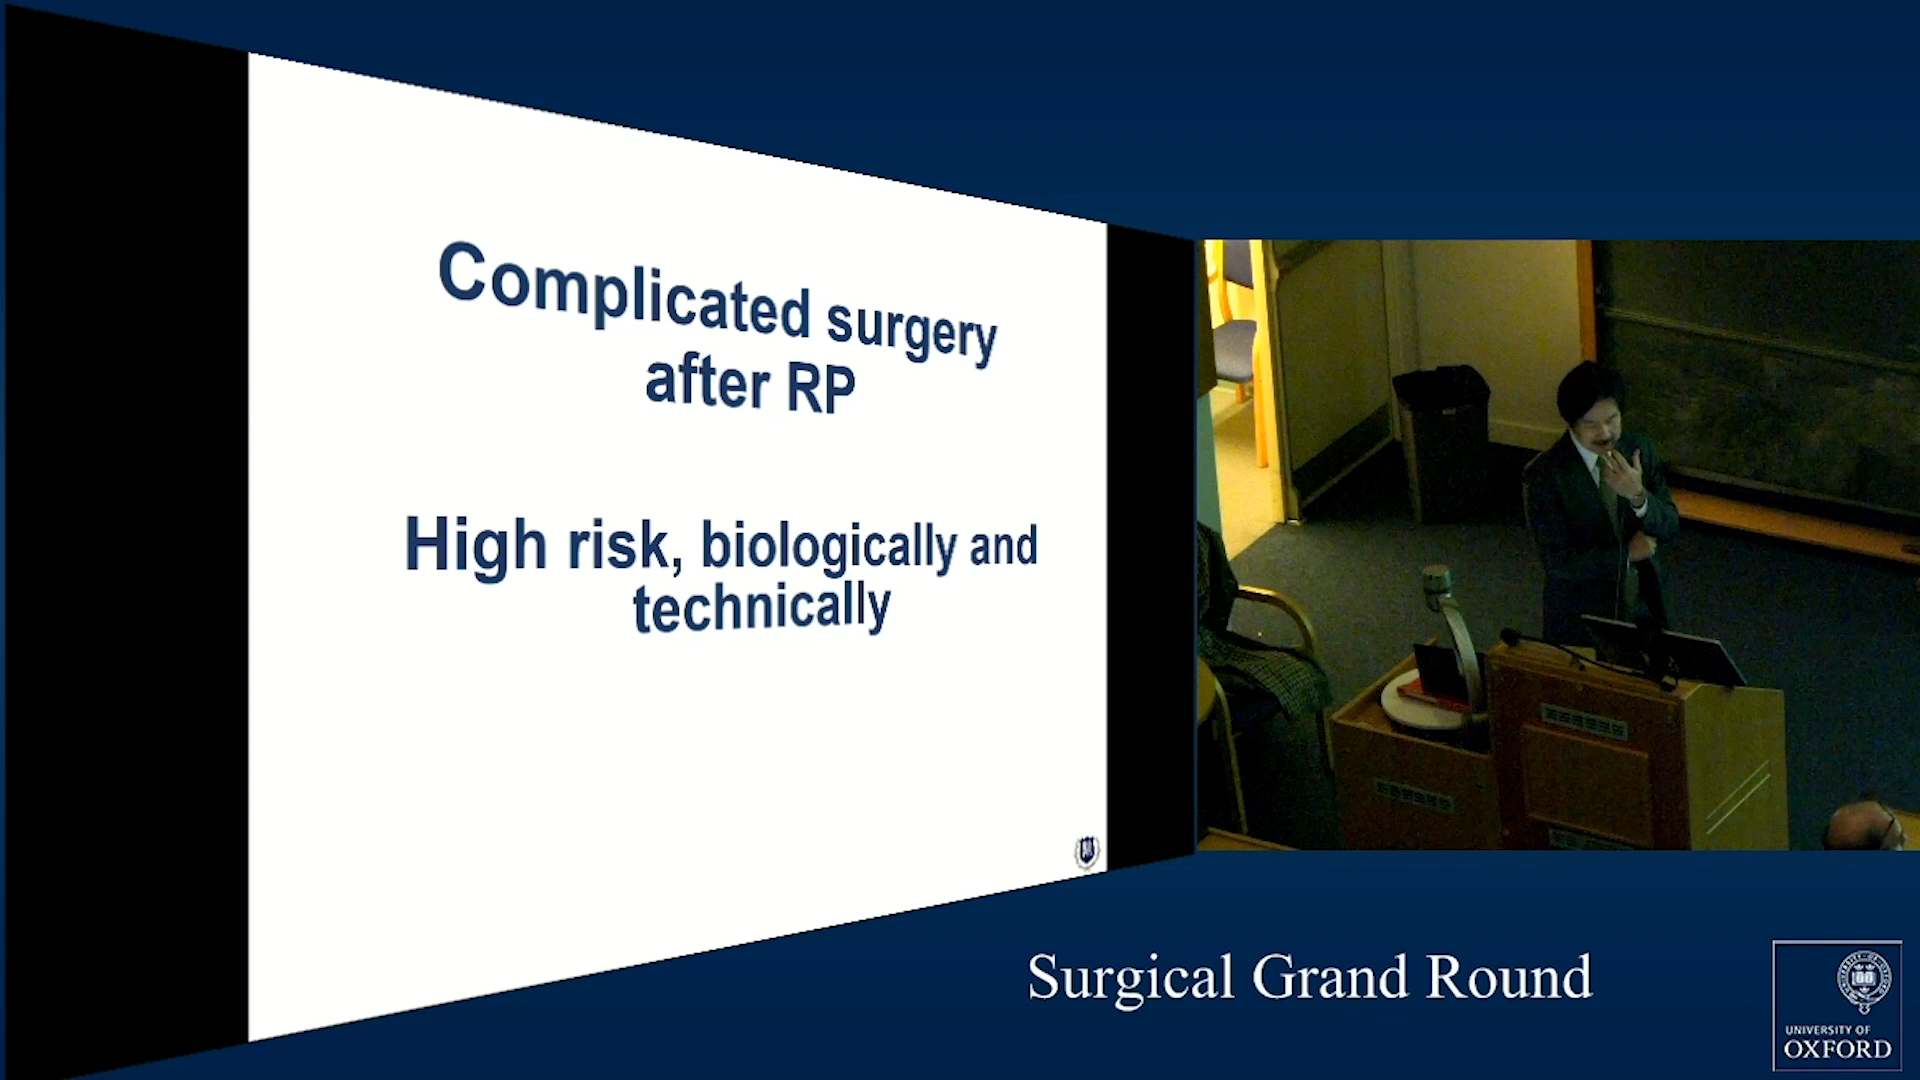 Complicated surgery
after RP
High risk, biologically and
technically
Surgical Grand Round
UNIVERSITY OF
OXFORD